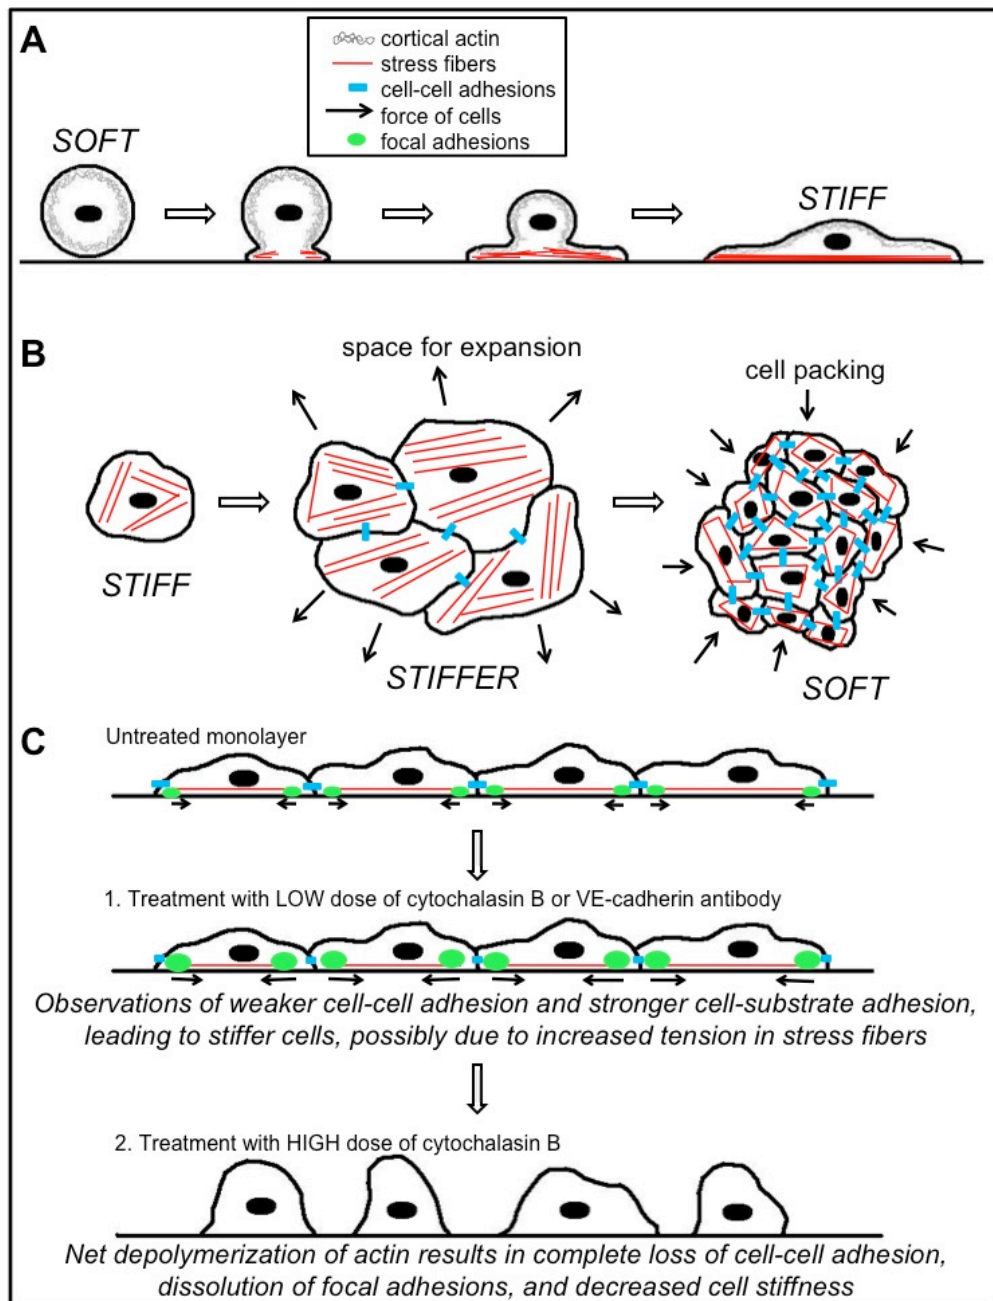 A
cortical actin
stress fibers
cell-cell adhesions
force of cells
focal adhesions
SOFT
STIFF
B
space for expansion
cell packing
STIFF
STIFFER
SOFT
C
Untreated monolayer
1. Treatment with LOW dose of cytochalasin B or VE-cadherin antibody
Observations of weaker cell-cell adhesion and stronger cell-substrate adhesion,
leading to stiffer cells, possibly due to increased tension in stress fibers
2. Treatment with HIGH dose of cytochalasin B
Net depolymerization of actin results in complete loss of cell-cell adhesion,
dissolution of focal adhesions, and decreased cell stiffness